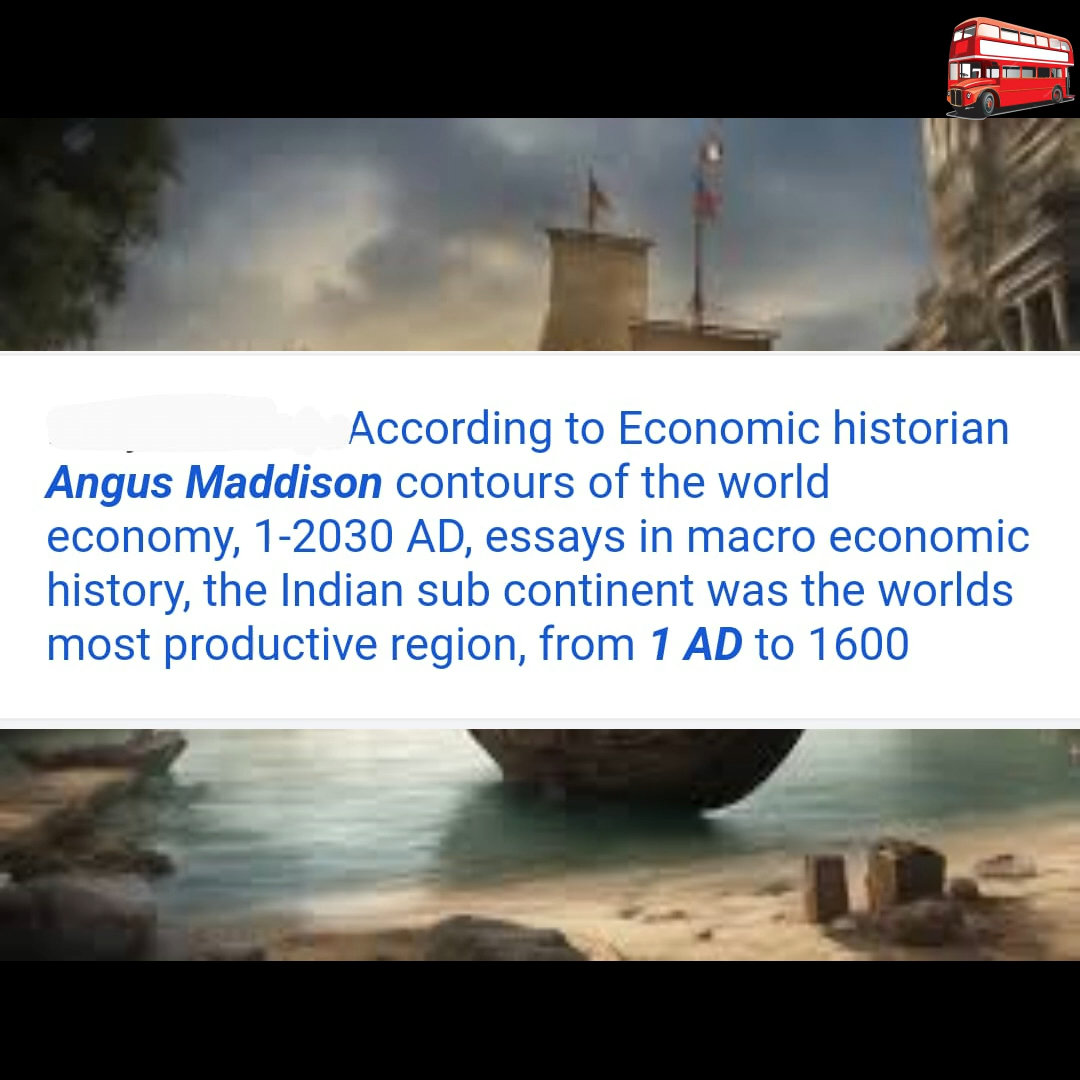 According to Economic historian
Angus Maddison contours of the world
economy, 1-2030 AD, essays in macro economic
history, the Indian sub continent was the worlds
most productive region, from 1 AD to 1600